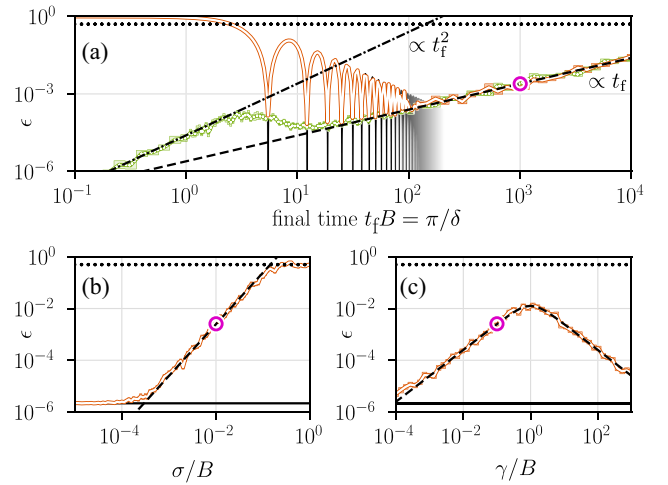 (a)
∝ t_f^2
∝ t_f
ϵ
10^0
10^{-3}
10^{-6}
10^{-1} 10^0 10^1 10^2 10^3 10^4
final time t_f B = π/δ
(b)
ϵ
10^0
10^{-2}
10^{-4}
10^{-6}
10^{-4} 10^{-2} 10^0
σ/B
(c)
ϵ
10^0
10^{-2}
10^{-4}
10^{-6}
10^{-4} 10^{-2} 10^0 10^2
γ/B